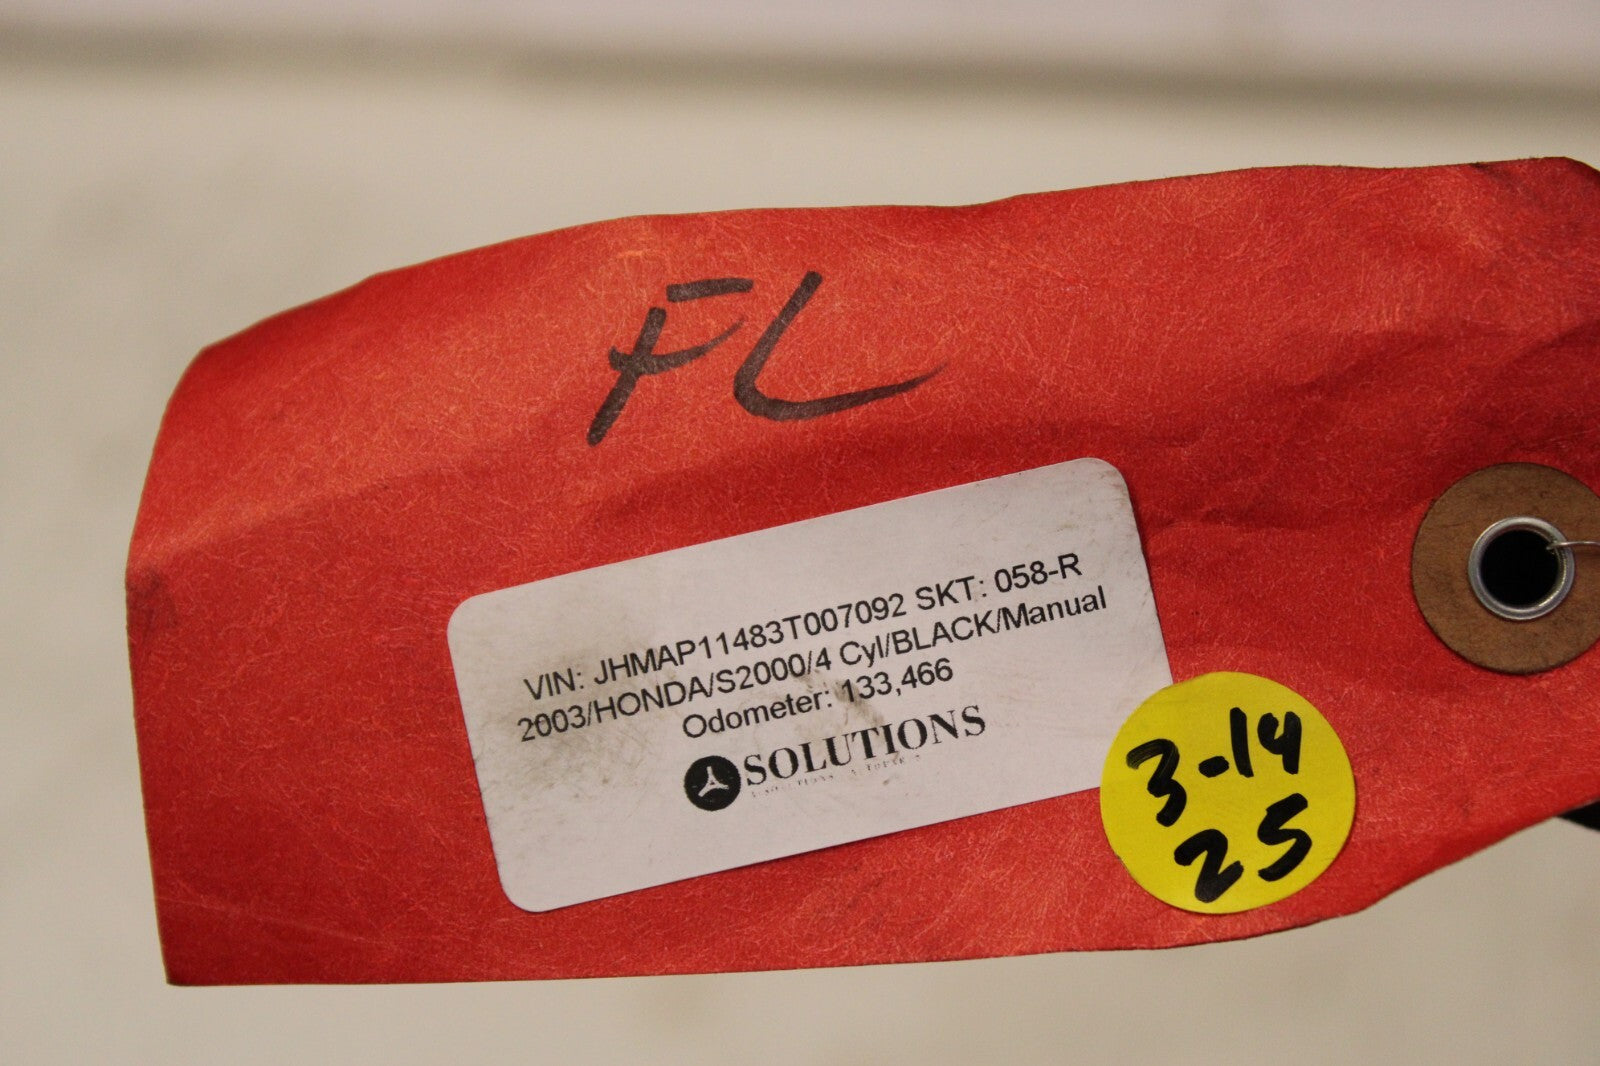 FL
VIN: JHMAP11483T007092 SKT: 058-R
2003/HONDA/S2000/4 Cyl/BLACK/Manual
Odometer: 133,466
SOLUTIONS
3-14
25